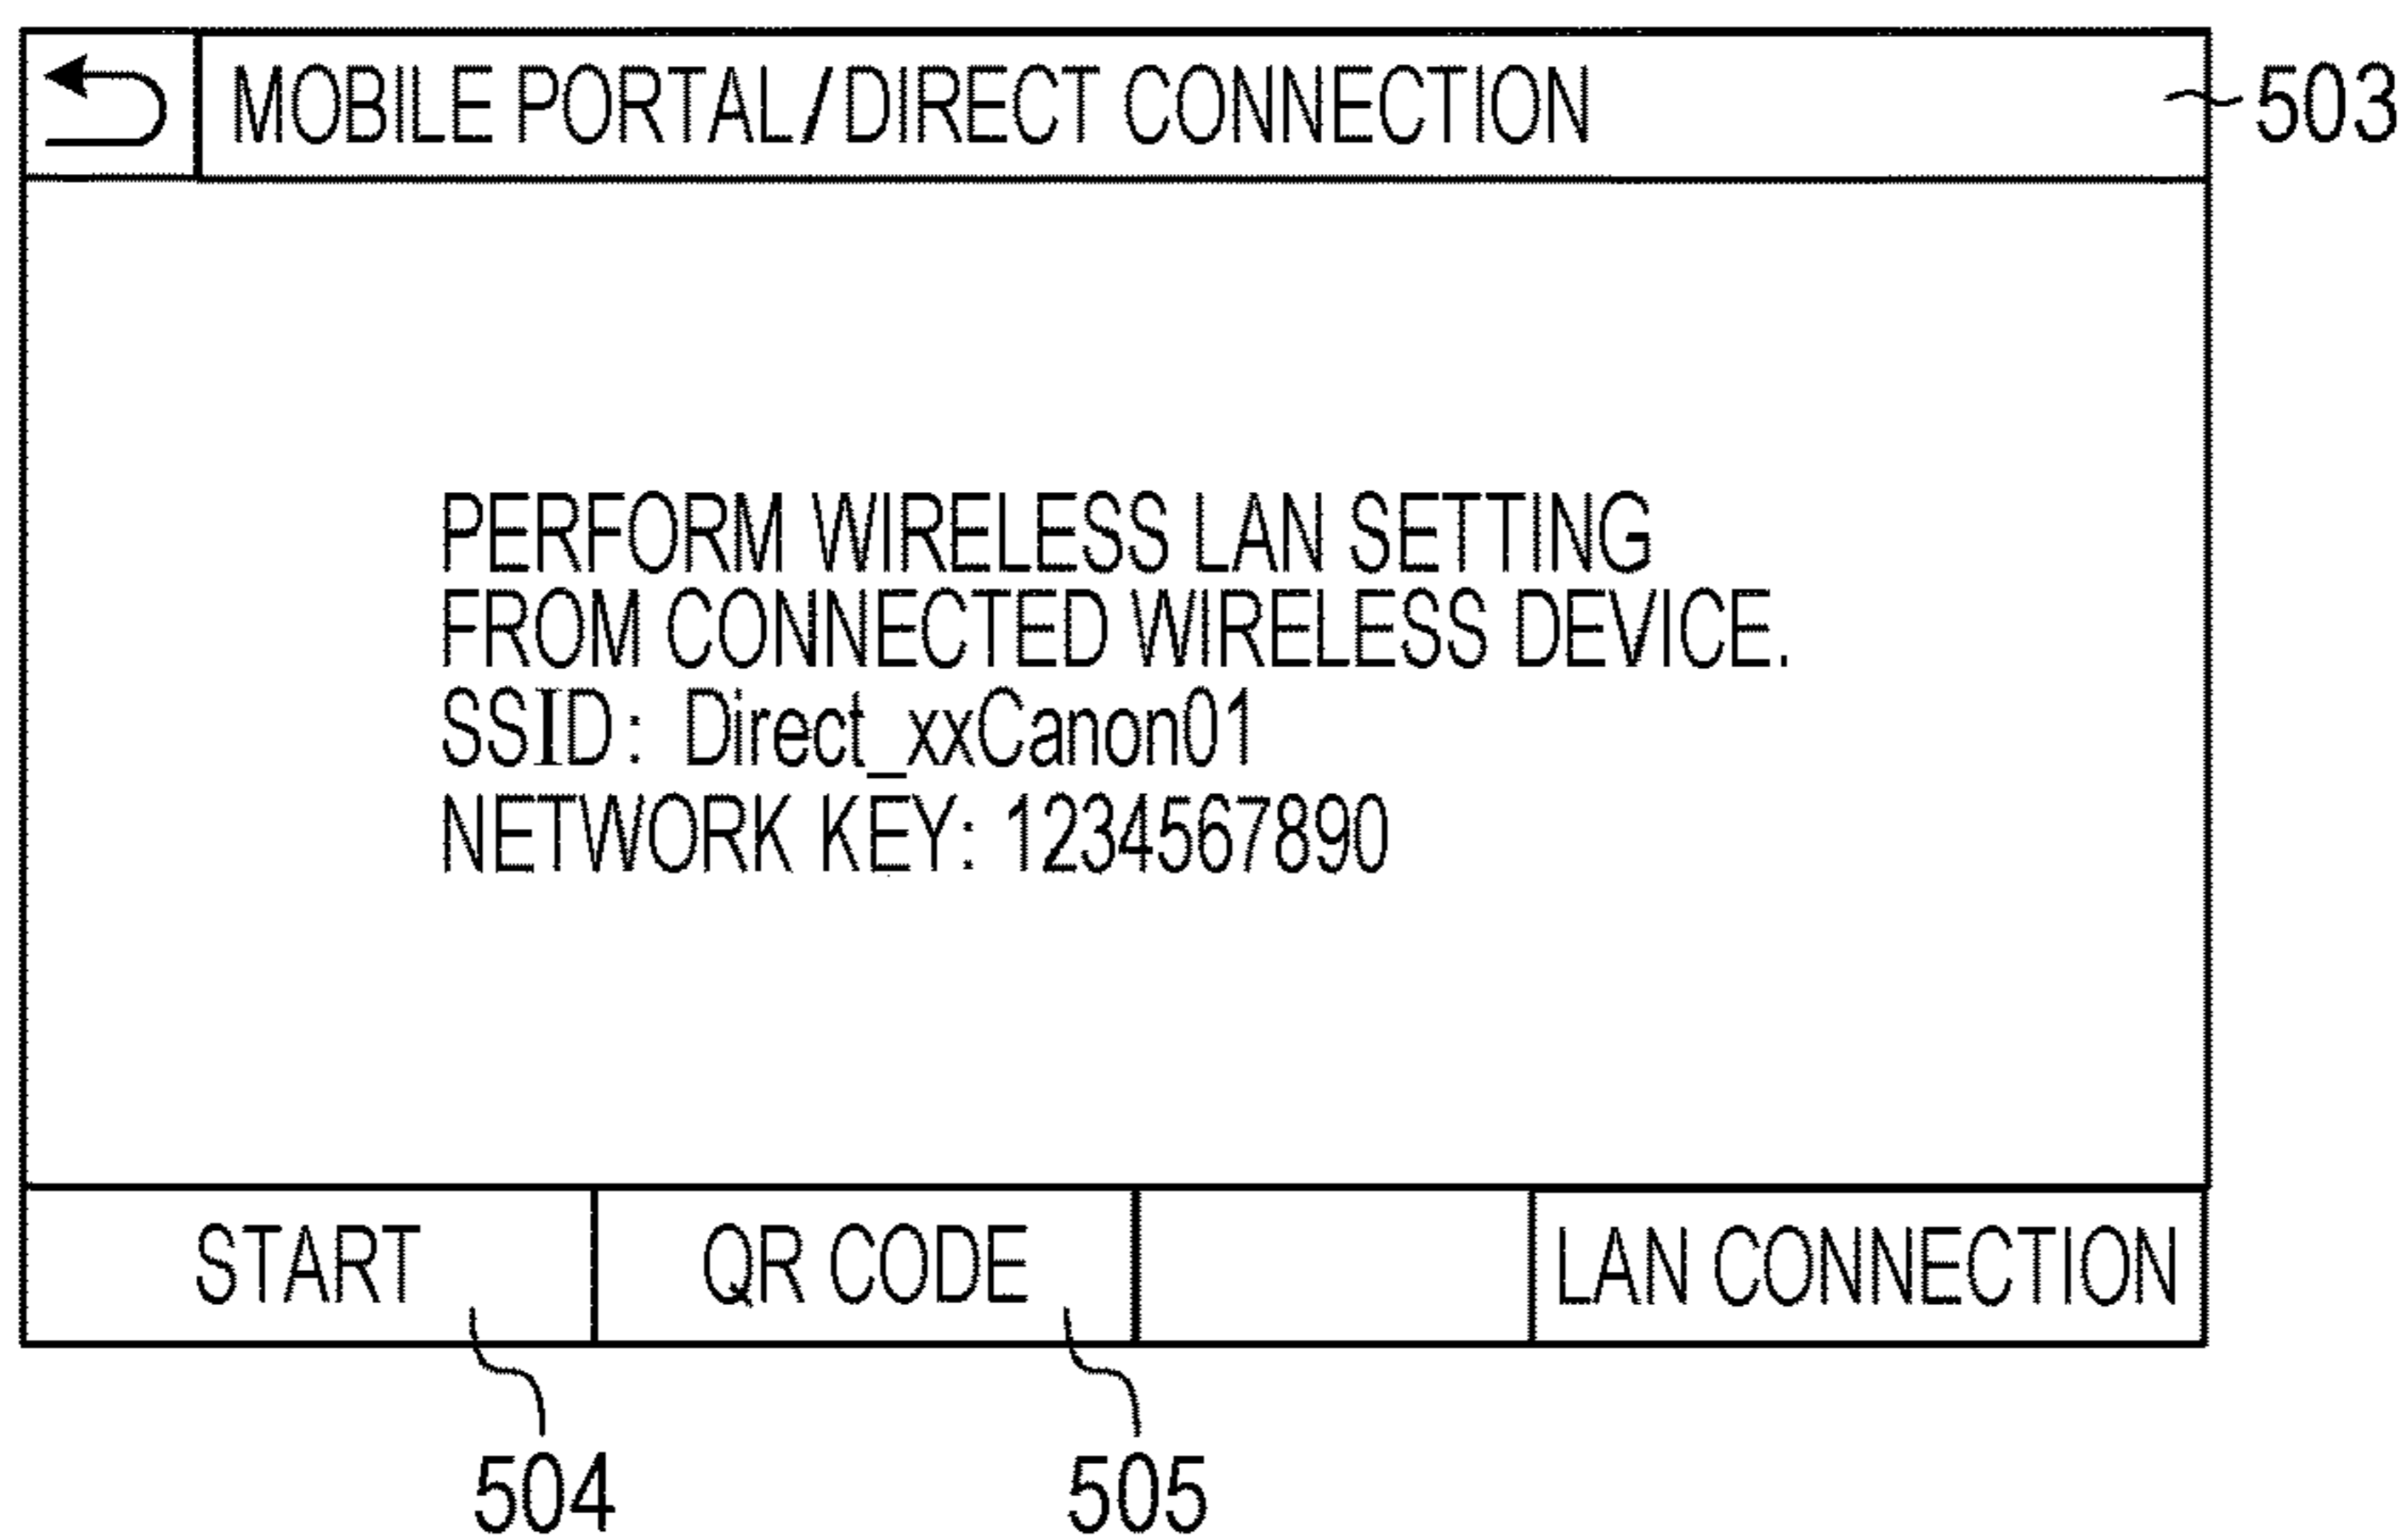 MOBILE PORTAL/DIRECT CONNECTION
503
PERFORM WIRELESS LAN SETTING
FROM CONNECTED WIRELESS DEVICE.
SSID: Direct_xxCanon01
NETWORK KEY: 1234567890
START
QR CODE
LAN CONNECTION
504
505